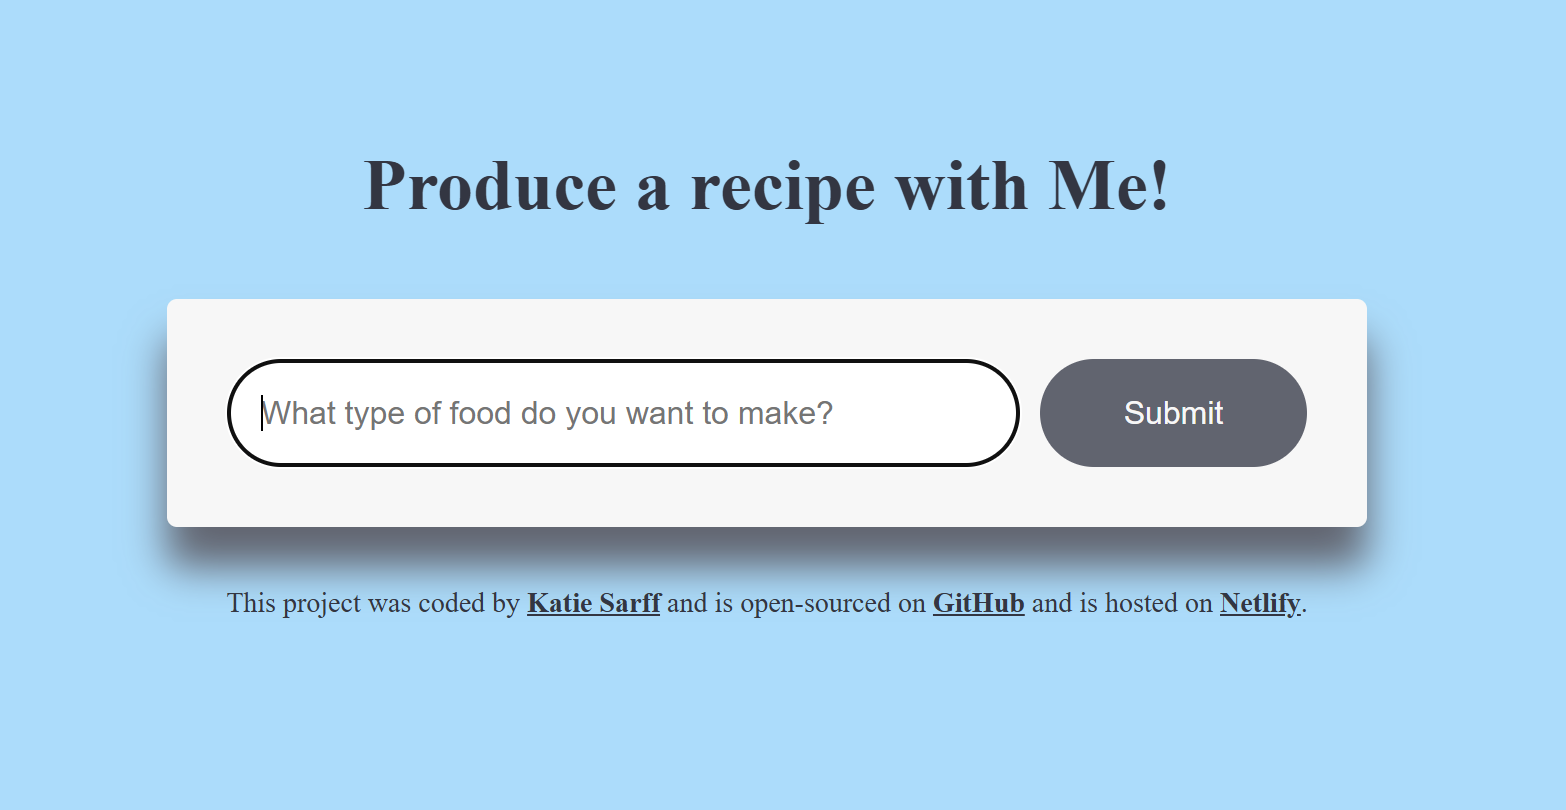 Produce a recipe with Me!
What type of food do you want to make?
Submit
This project was coded by Katie Sarff and is open-sourced on GitHub and is hosted on Netlify.